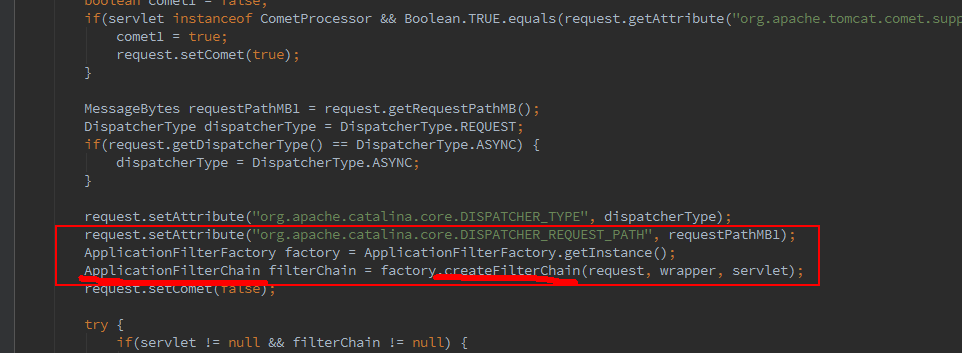 boolean comet1 = false;
if(servlet instanceof CometProcessor && Boolean.TRUE.equals(request.getAttribute("org.apache.tomcat.comet.supp
comet1 = true;
request.setComet(true);
}
MessageBytes requestPathMB1 = request.getRequestPathMB();
DispatcherType dispatcherType = DispatcherType.REQUEST;
if(request.getDispatcherType() == DispatcherType.ASYNC) {
dispatcherType = DispatcherType.ASYNC;
}
request.setAttribute("org.apache.catalina.core.DISPATCHER_TYPE", dispatcherType);
request.setAttribute("org.apache.catalina.core.DISPATCHER_REQUEST_PATH", requestPathMB1);
ApplicationFilterFactory factory = ApplicationFilterFactory.getInstance();
ApplicationFilterChain filterChain = factory.createFilterChain(request, wrapper, servlet);
request.setComet(false);
try {
if(servlet != null && filterChain != null) {